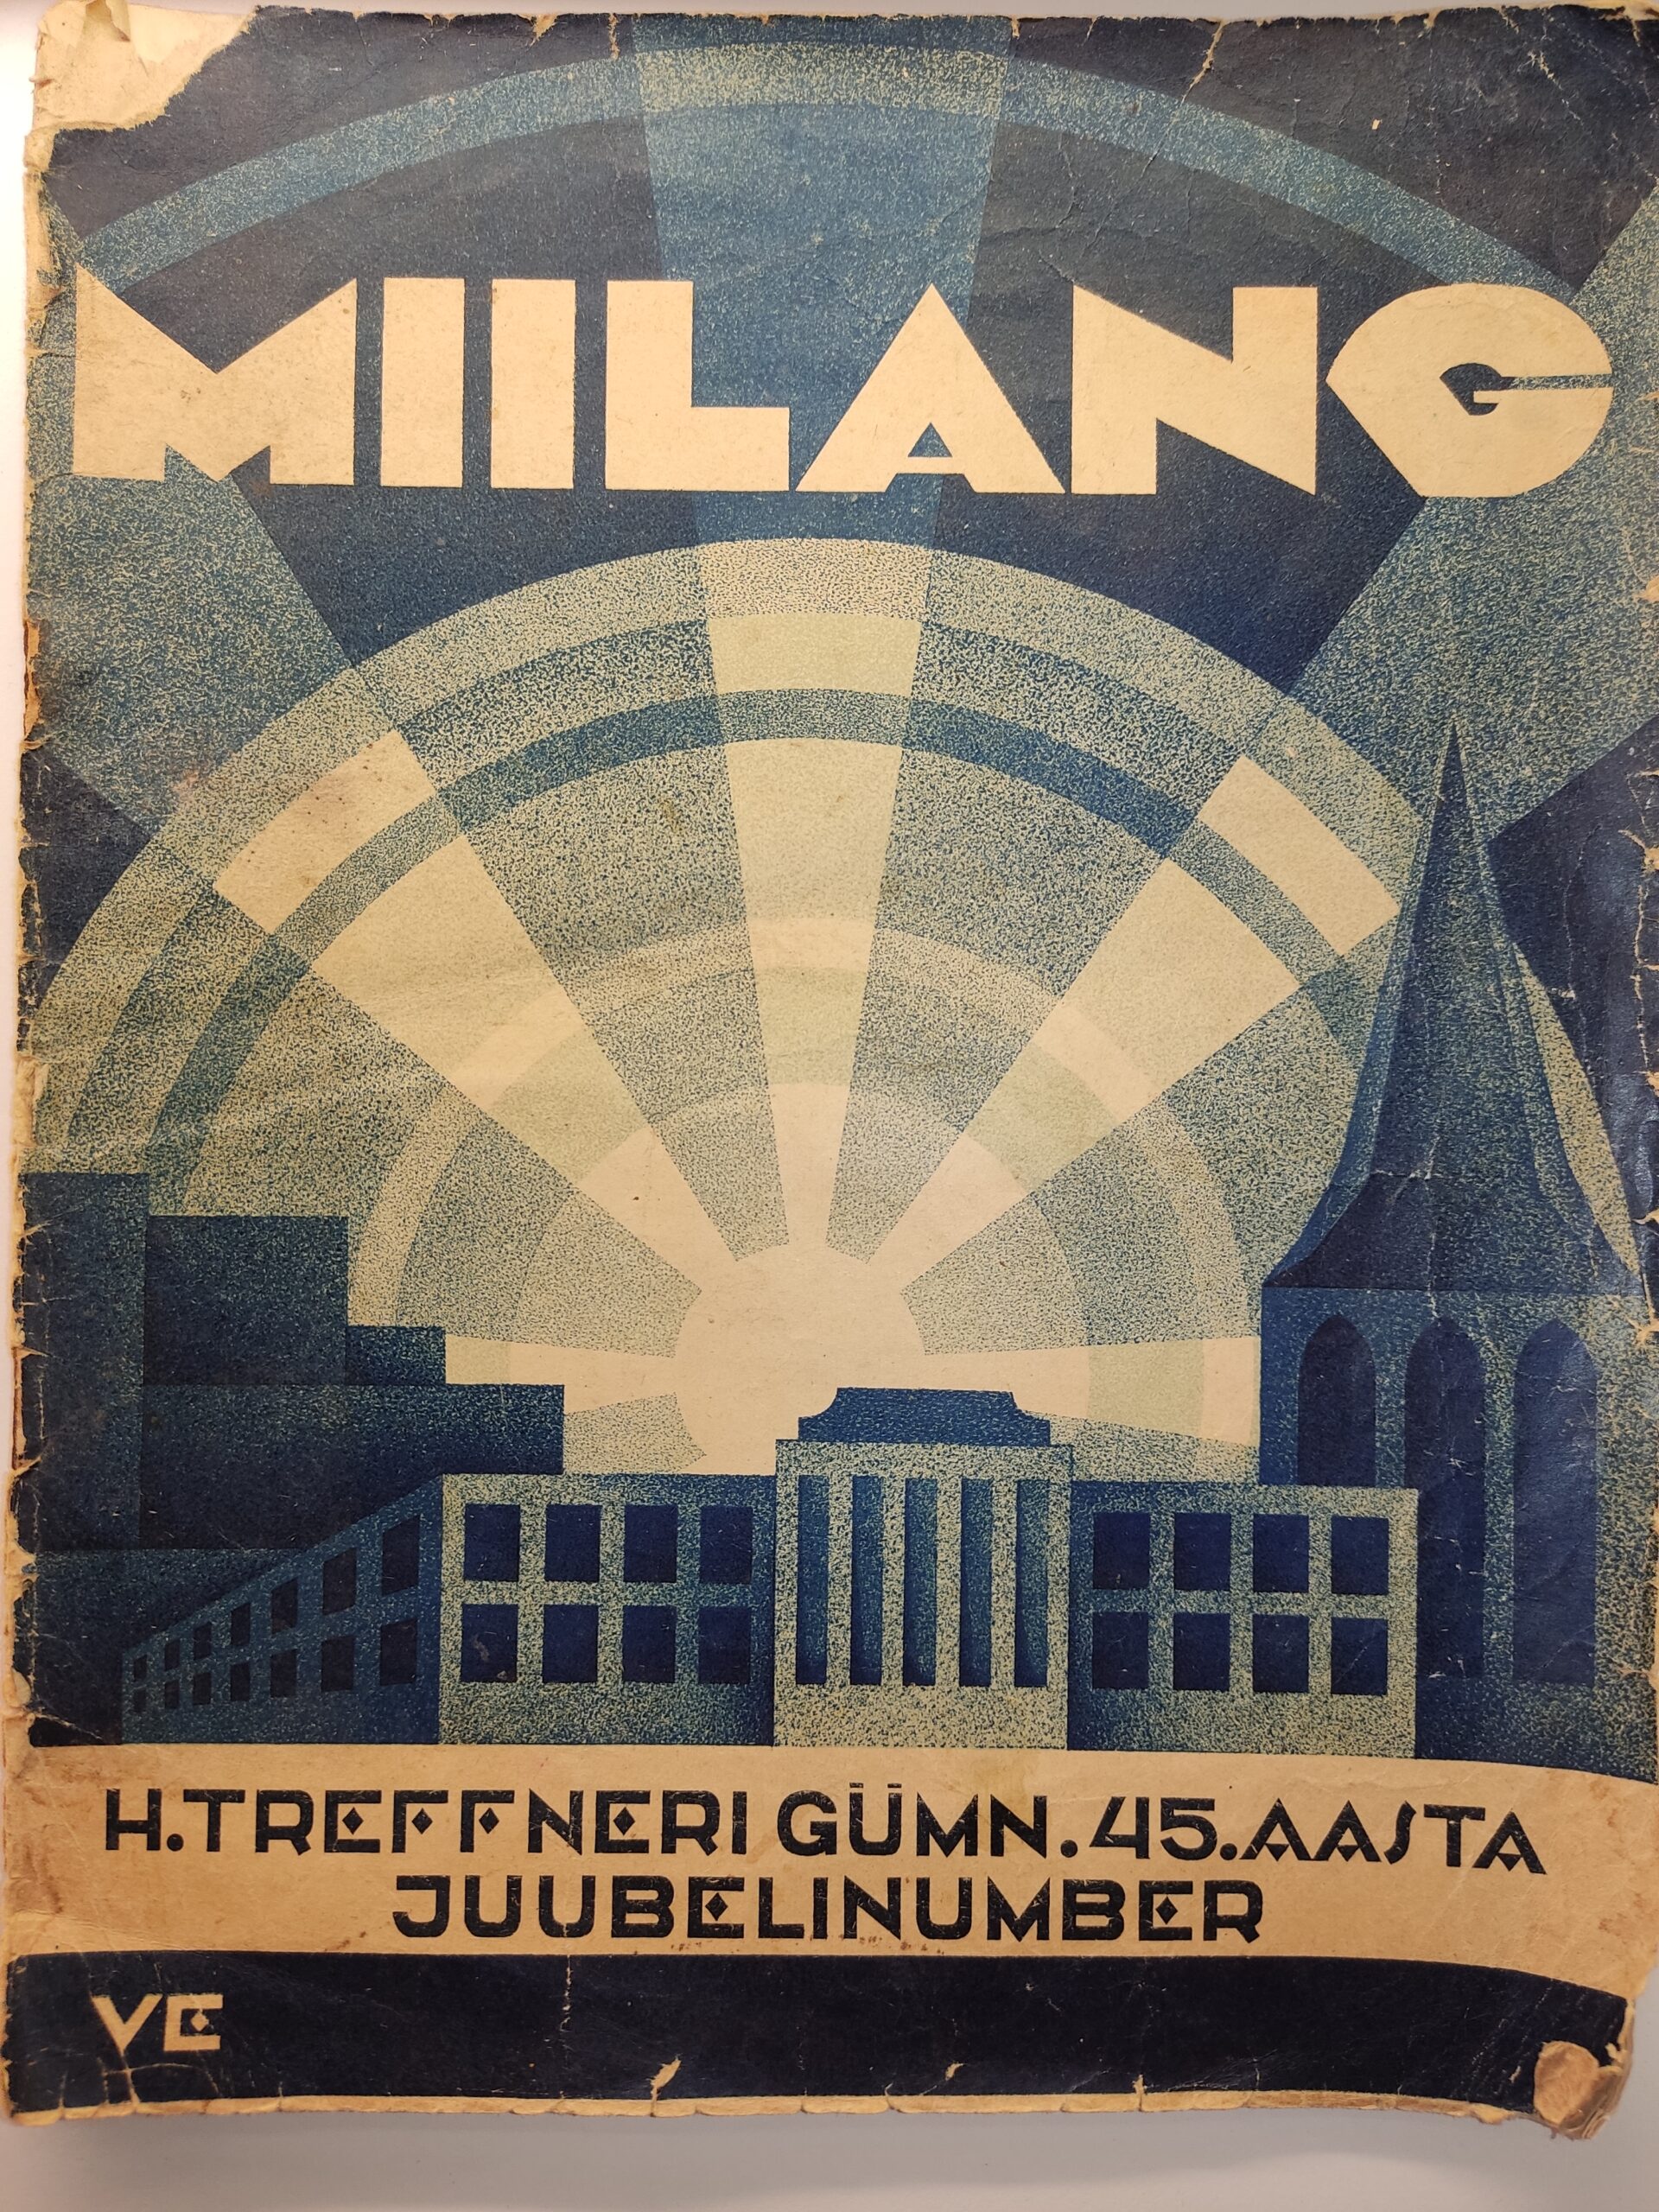 MIILANG
H.TREFFNERI GÜMN.45.AASTA
JUUBELINUMBER
VE